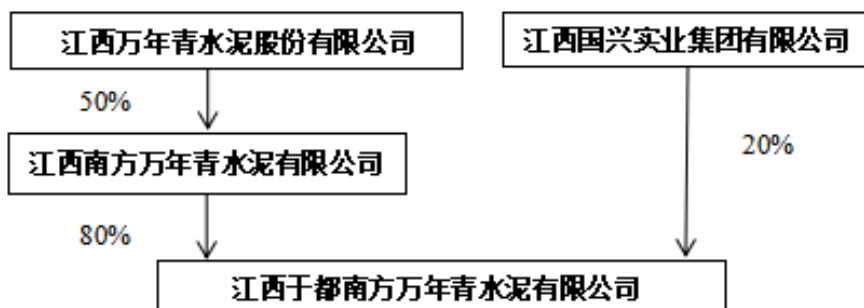 江西万年青水泥股份有限公司
江西国兴实业集团有限公司
50%
20%
江西南方万年青水泥有限公司
80%
江西于都南方万年青水泥有限公司